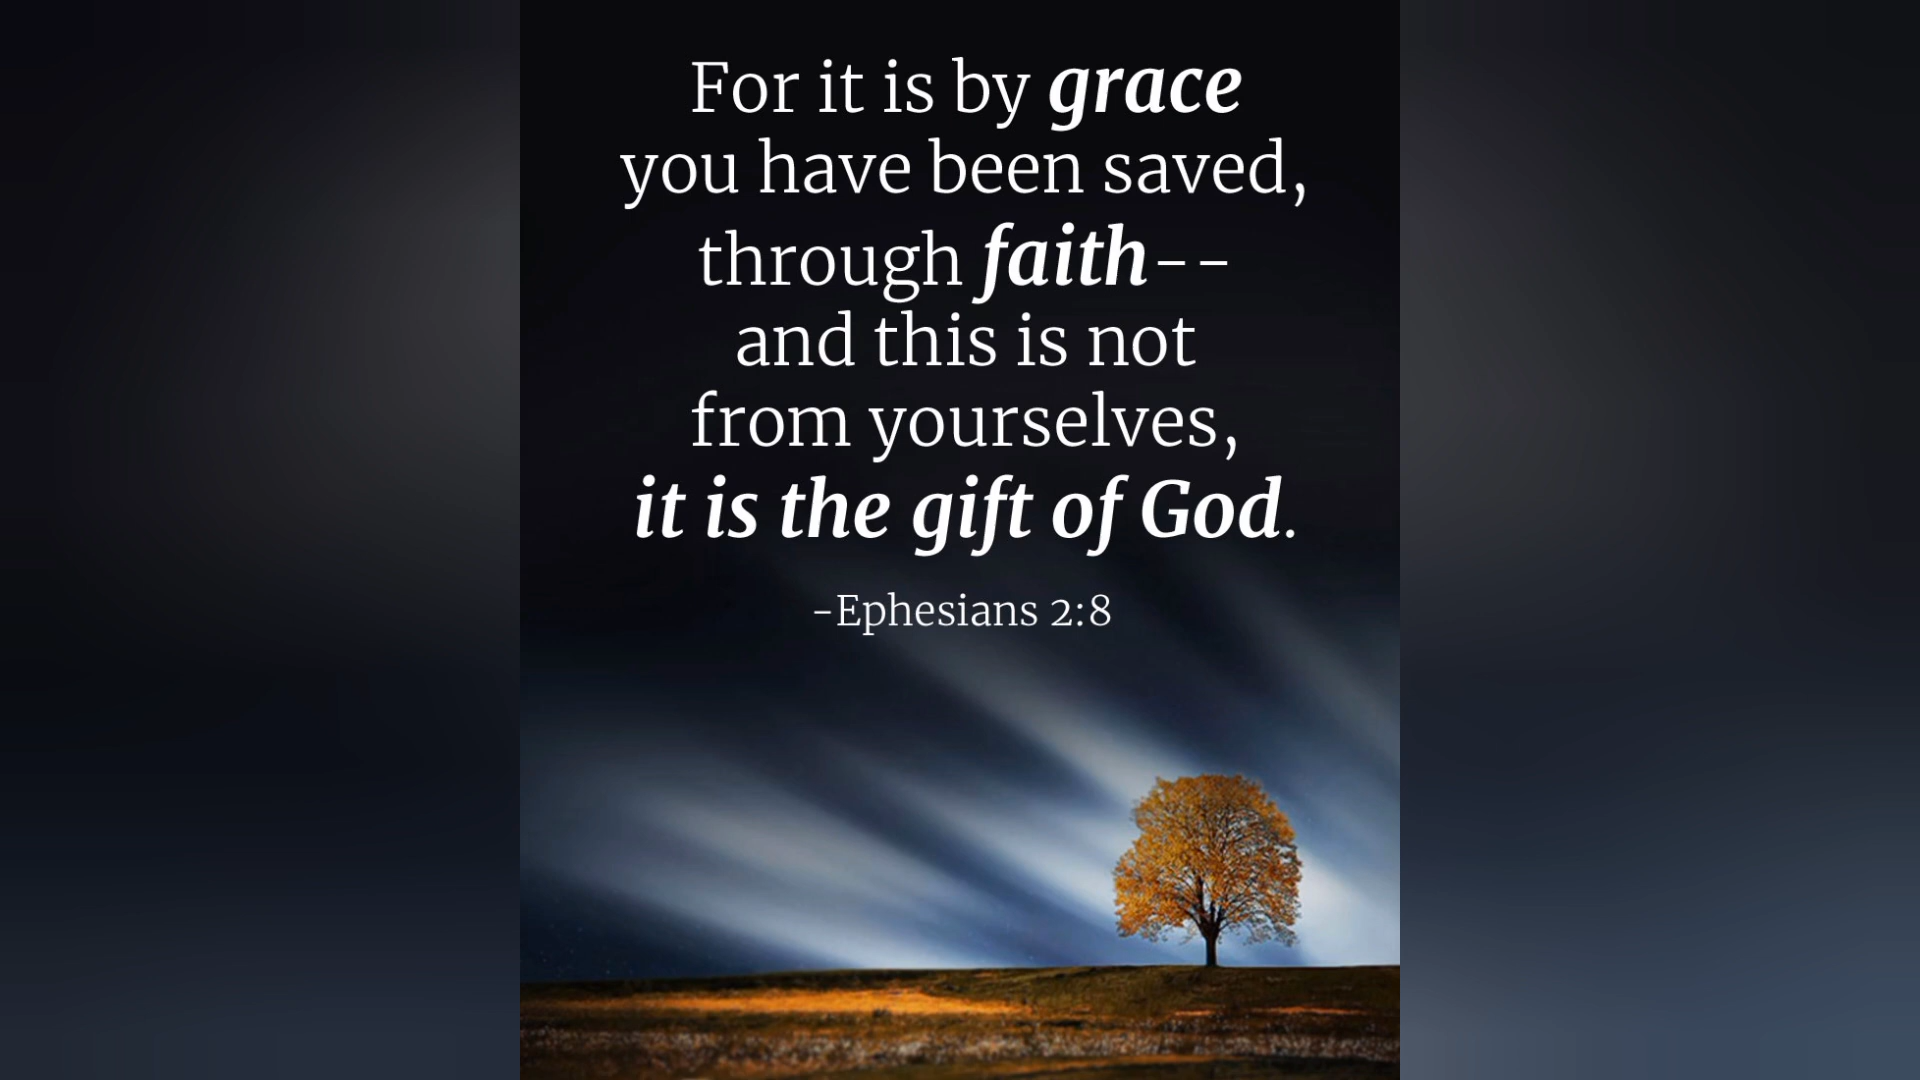 For it is by grace
you have been saved,
through faith--
and this is not
from yourselves,
it is the gift of God.
-Ephesians 2:8